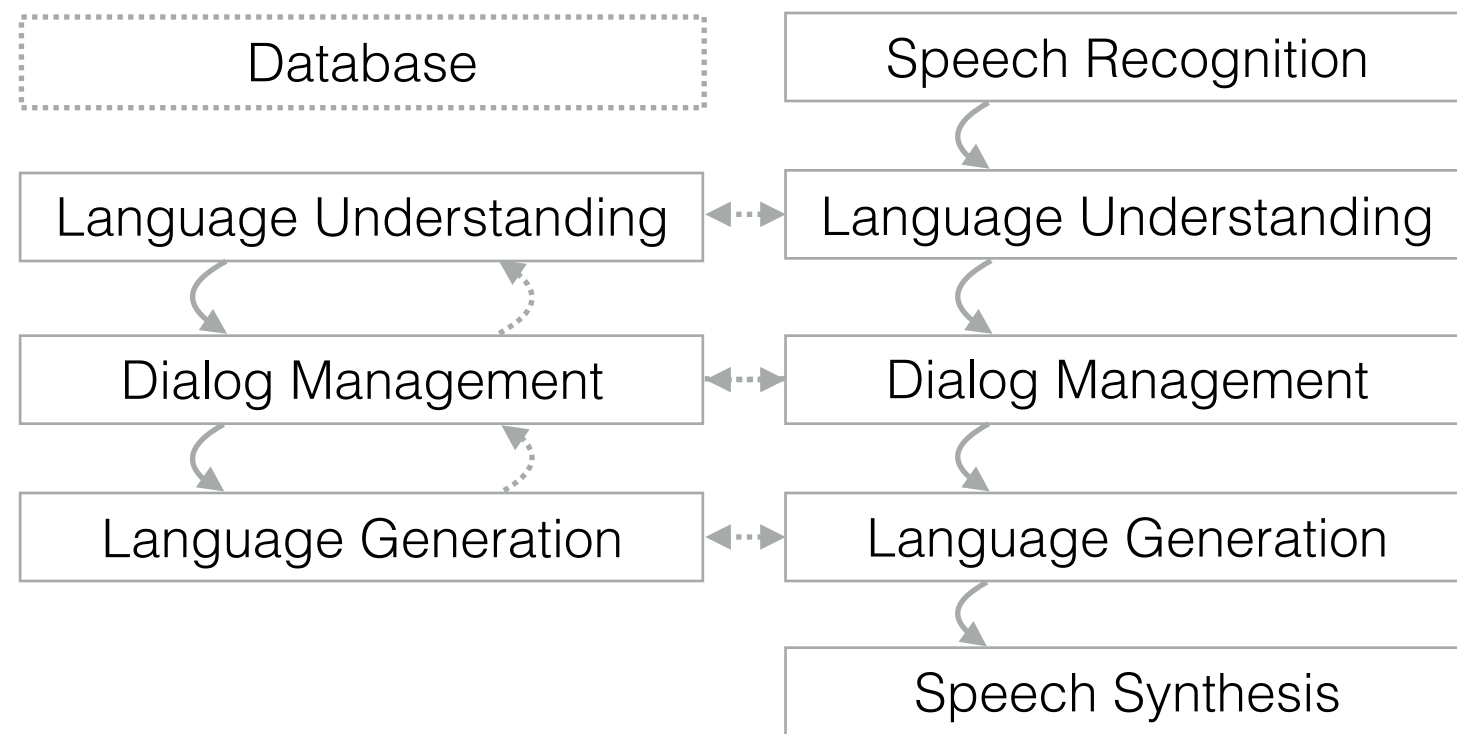 Database
Speech Recognition
Language Understanding
Language Understanding
Dialog Management
Dialog Management
Language Generation
Language Generation
Speech Synthesis